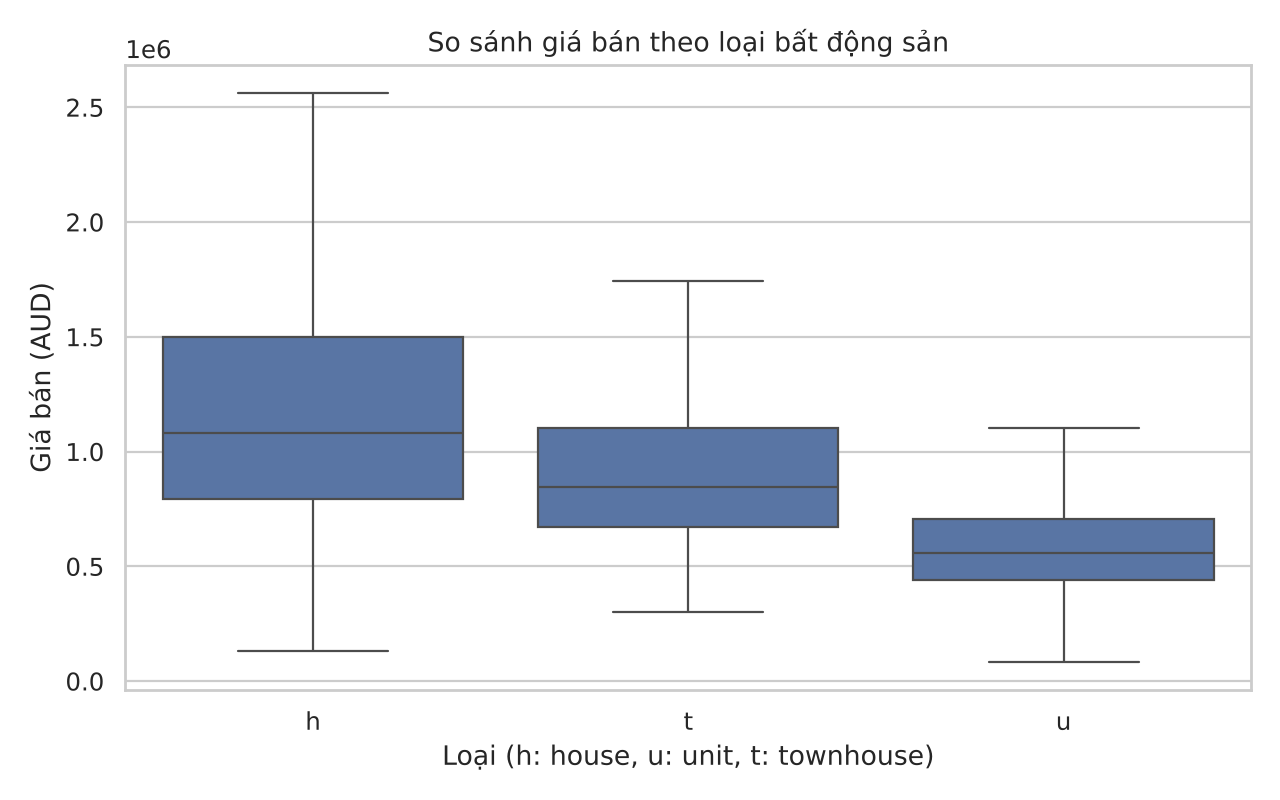 So sánh giá bán theo loại bất động sản
1e6
2.5
2.0
1.5
1.0
0.5
0.0
Giá bán (AUD)
h
t
u
Loại (h: house, u: unit, t: townhouse)